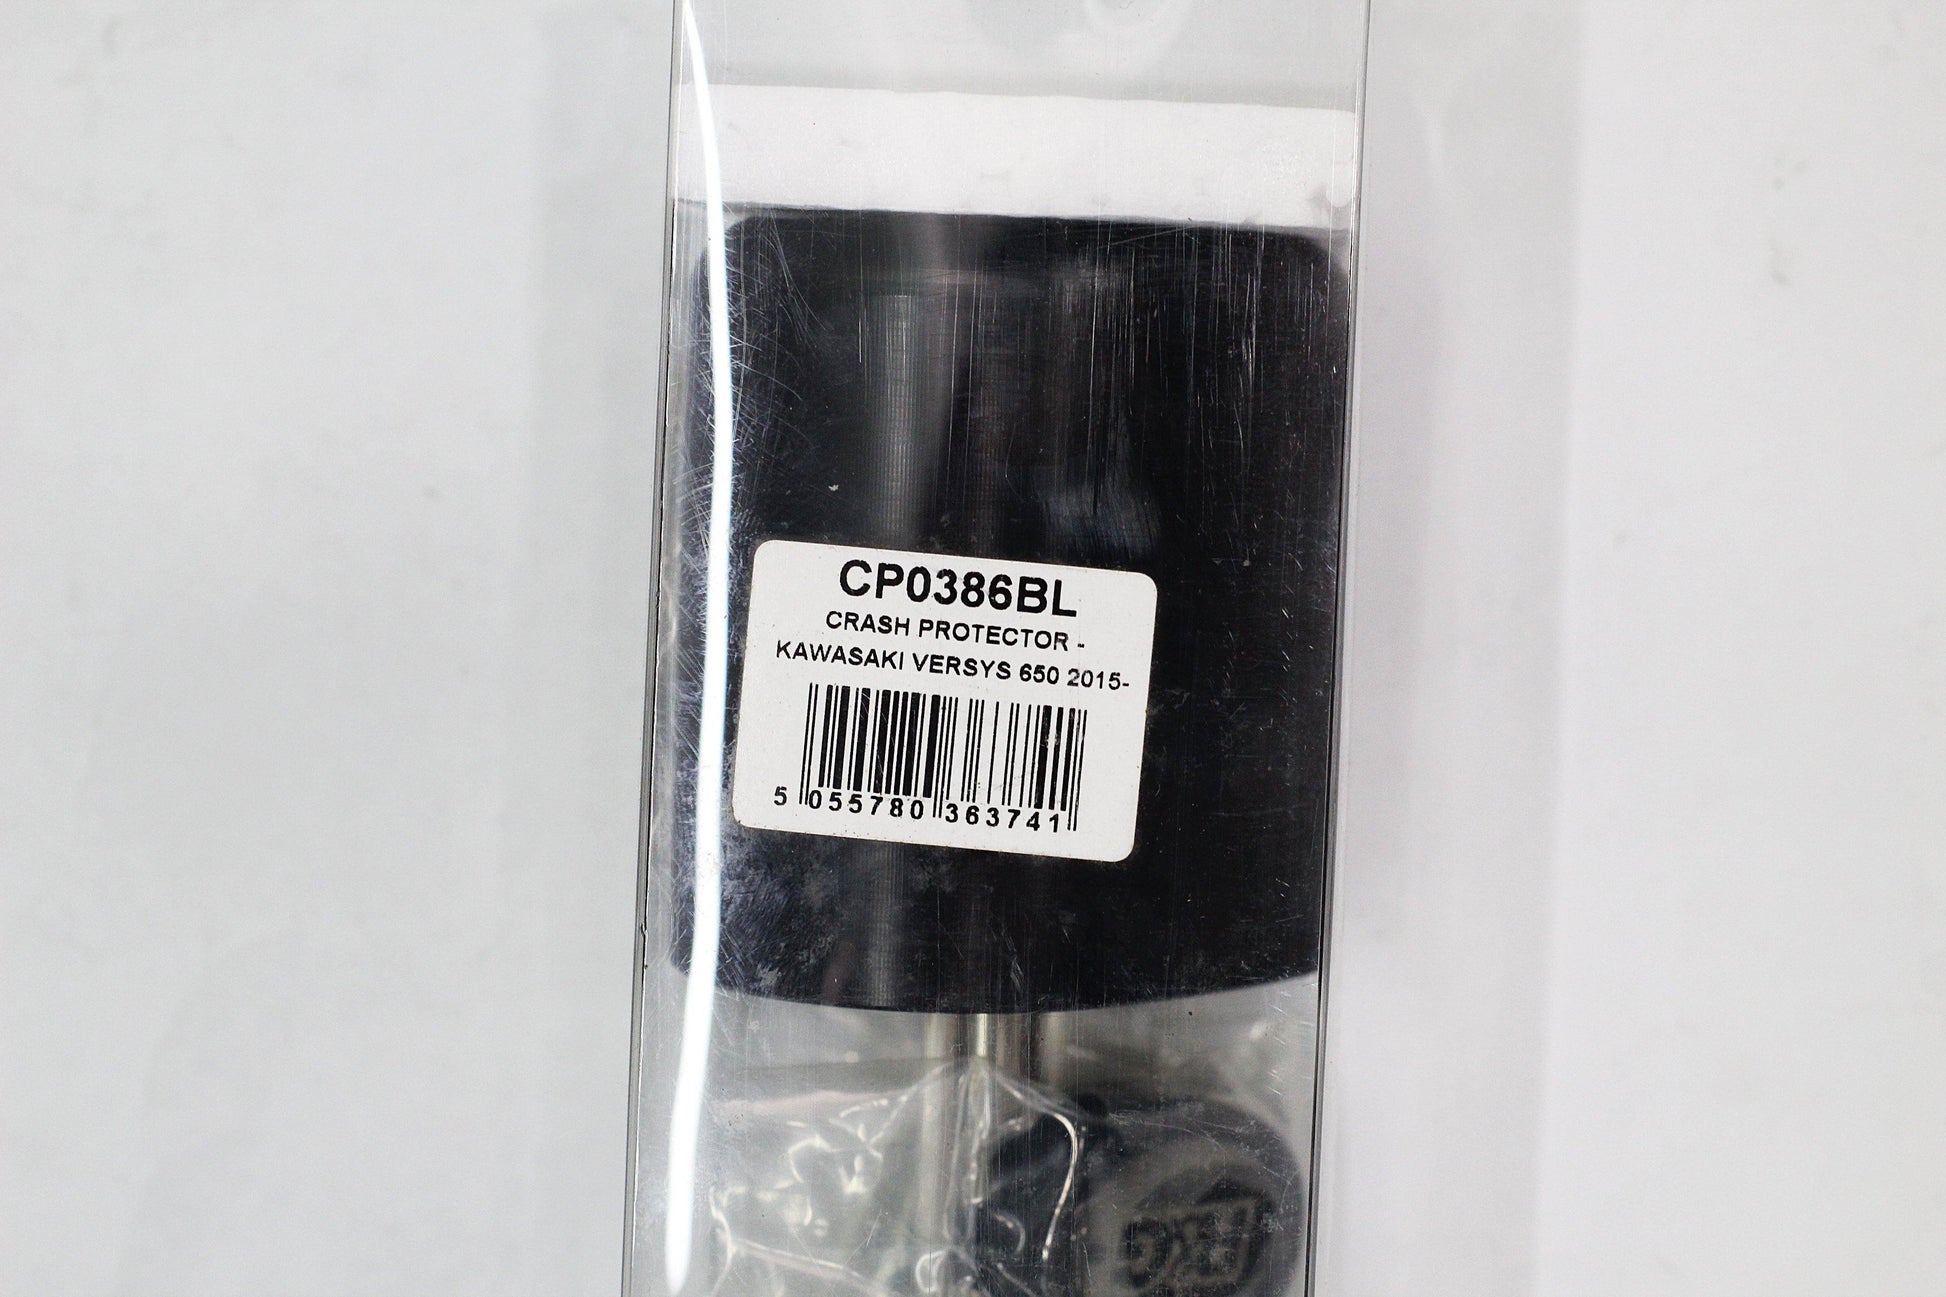 CP0386BL
CRASH PROTECTOR -
KAWASAKI VERSYS 650 2015-
5 055780 363741